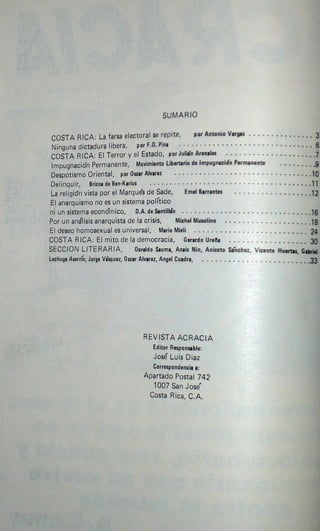 SUMARIO
COSTA RICA: La farsa electoral se repite, por Antonio Vargas . . . . . . . . . . . . . . 3
Ninguna dictadura libera, por F.O. Pina . . . . . . . . . . . . . . . . . . . . . . . . . . . . 6
COSTA RICA: El Terror y el Estado, por Julián Arenales . . . . . . . . . . . . . . . . . . .7
Impugnación Permanente, Movimiento Libertario de Impugnación Permanente . . . . . . . .9
Despotismo Oriental, por Oscar Alvarez . . . . . . . . . . . . . . . . . . . . . . . . . . . .10
Delinquir, Brizna de Ben-Karius . . . . . . . . . . . . . . . . . . . . . . . . . . . . . . . . .11
La religión vista por el Marqués de Sade, Emel Barrantes . . . . . . . . . . . . . . . .12
El anarquismo no es un sistema político
ni un sistema económico, D.A. de Santillán . . . . . . . . . . . . . . . . . . . . . . . . .16
Por un análisis anarquista de la crisis, Michel Musolino . . . . . . . . . . . . . . . . .18
El deseo homosexual es universal, Mario Mieli . . . . . . . . . . . . . . . . . . . . . . . 24
COSTA RICA: El mito de la democracia, Gerardo Ureña . . . . . . . . . . . . . . . . . 30
SECCION LITERARIA, Osvaldo Sauma, Anais Nin, Aniceto Sánchez, Vicente Huertas, Gabriel
Lechuga Aserrín, Jorge Vásquez, Oscar Alvarez, Angel Cuadra, . . . . . . . . . . . . . . . . .33
REVISTA ACRACIA
Editor Responsable:
José Luis Diaz
Correspondencia a:
Apartado Postal 742
1007 San José
Costa Rica, C.A.